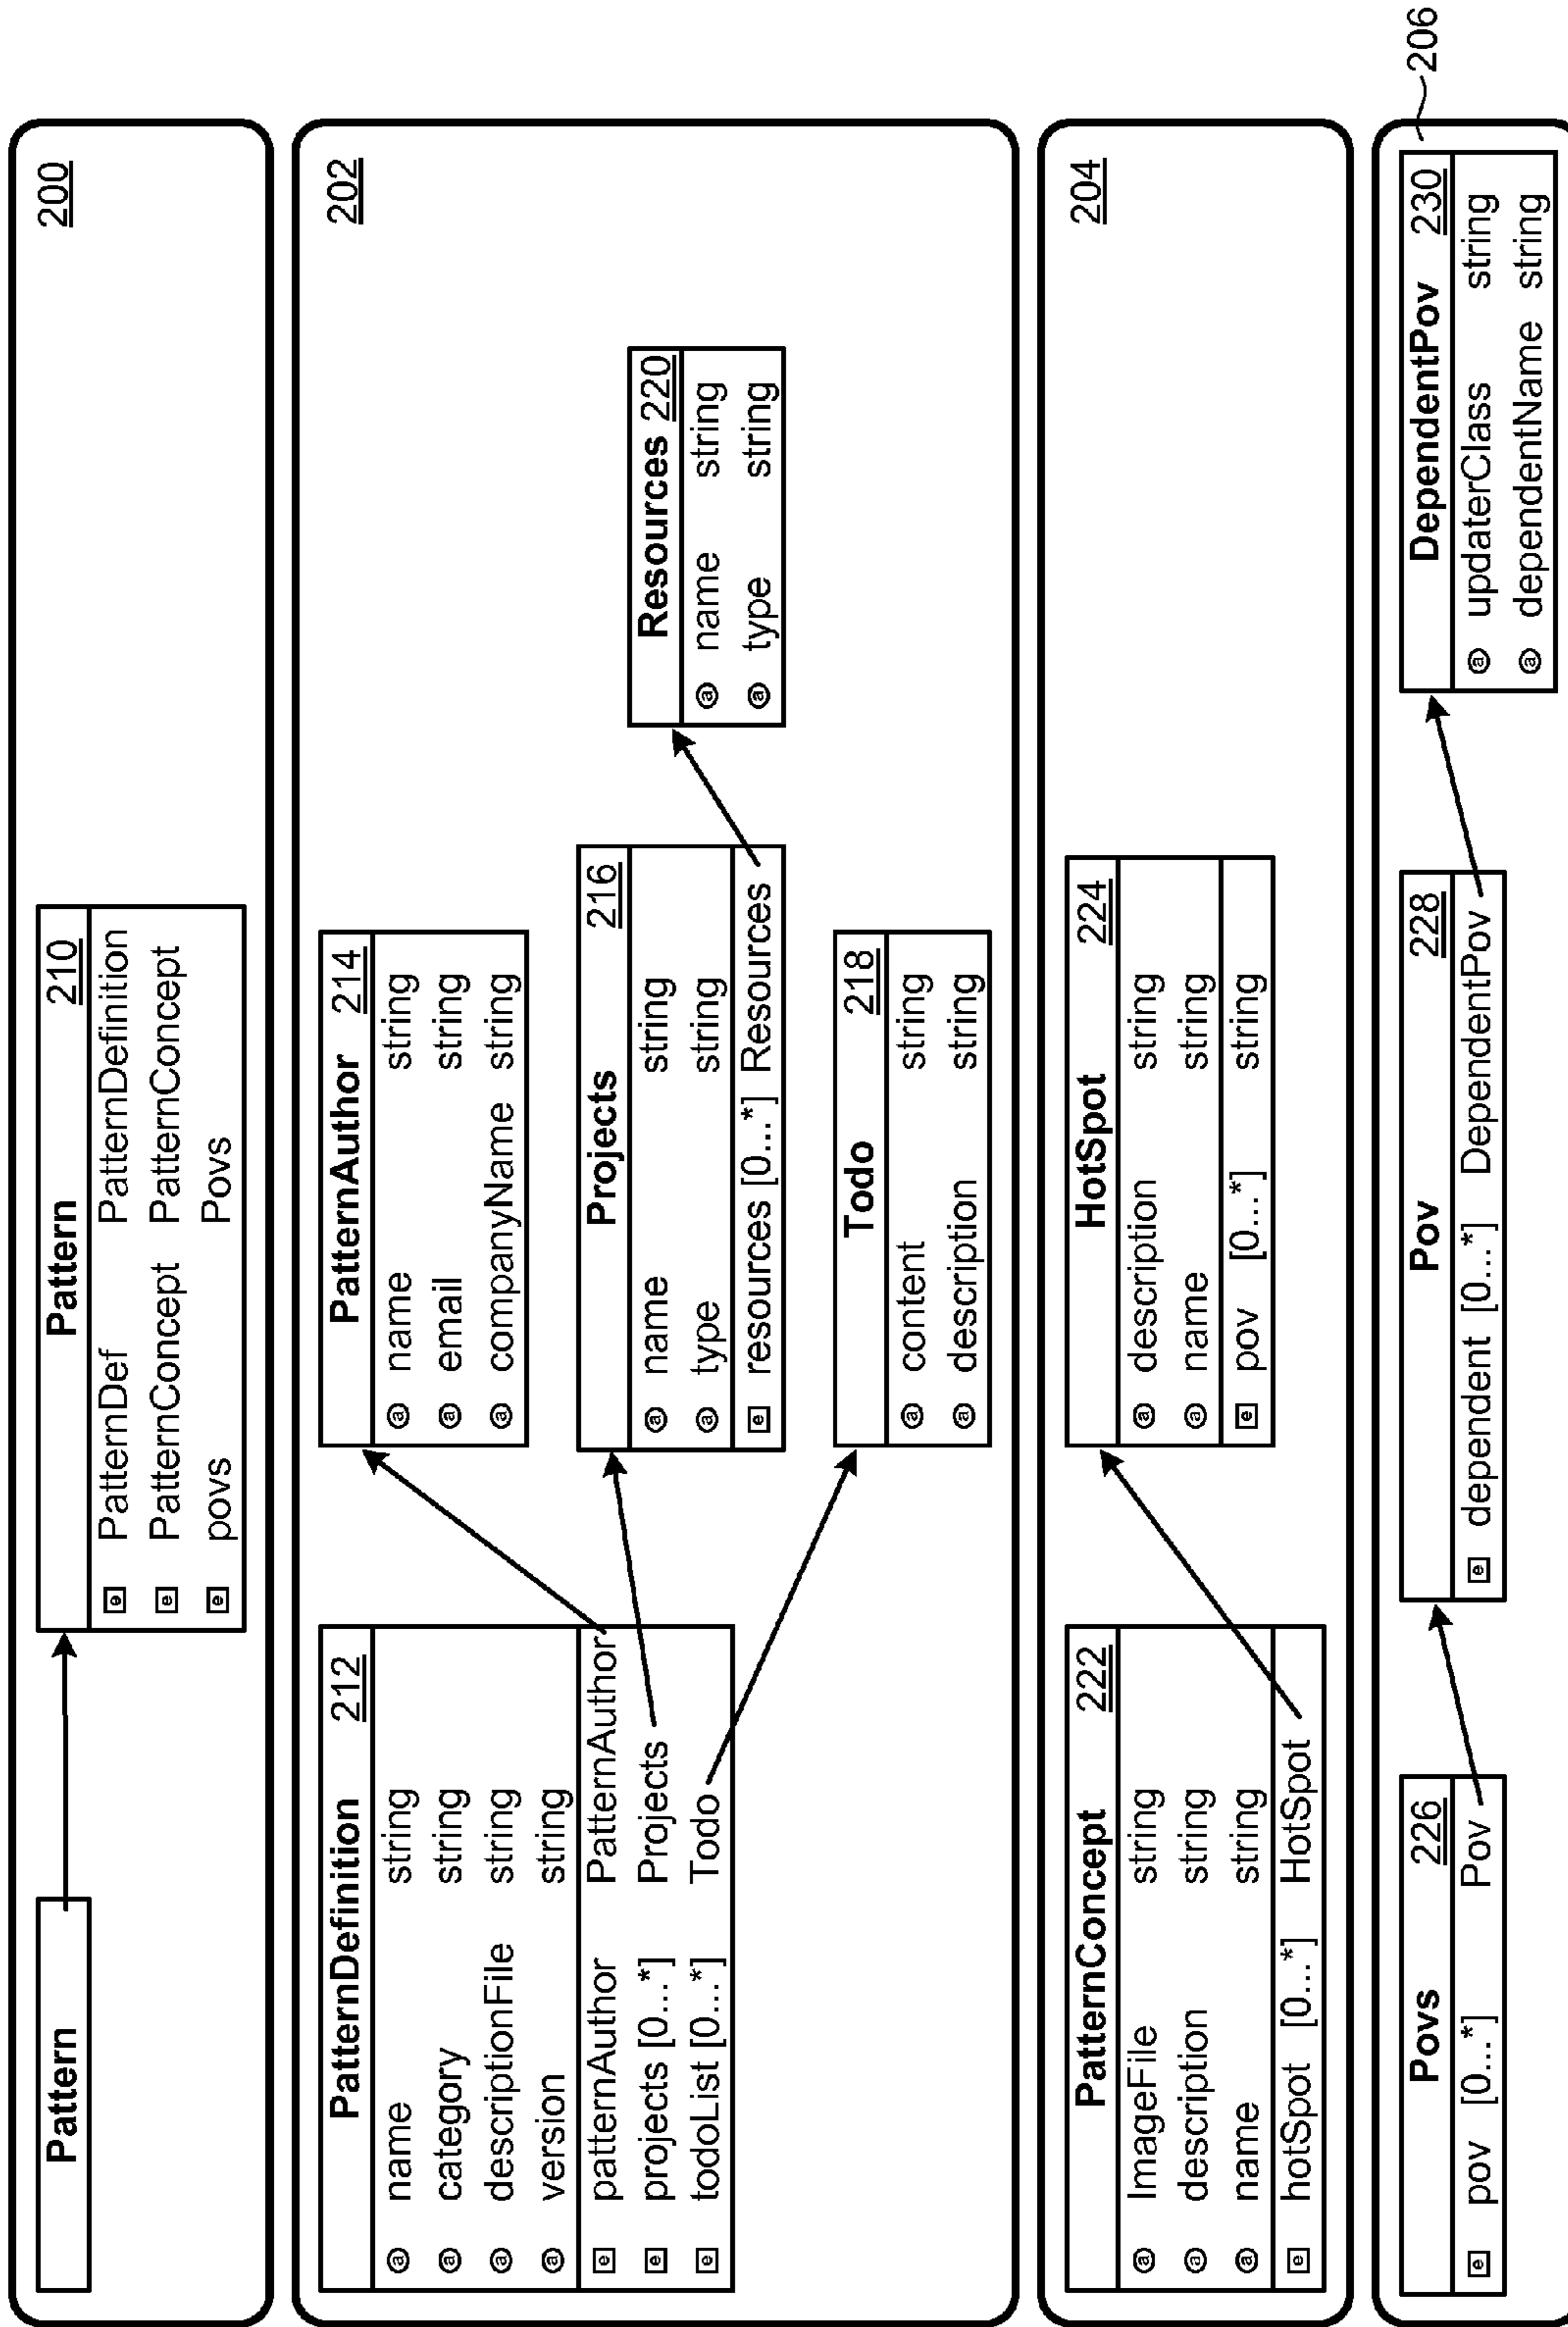 200
Pattern
Pattern 210
e PatternDef PatternDefinition
e PatternConcept PatternConcept
e povs Povs
202
PatternDefinition 212
a name string
a category string
a descriptionFile string
a version string
e patternAuthor PatternAuthor
e projects [0...*] Projects
e todoList [0...*] Todo
PatternAuthor 214
a name string
a email string
a companyName string
Projects 216
a name string
a type string
e resources [0...*] Resources
Todo 218
a content string
a description string
Resources 220
a name string
a type string
204
PatternConcept 222
a ImageFile string
a description string
a name string
e hotSpot [0...*] HotSpot
HotSpot 224
a description string
a name string
e pov [0...*] string
206
Povs 226
e pov [0...*] Pov
Pov 228
e dependent [0...*] DependentPov
DependentPov 230
a updaterClass string
a dependentName string